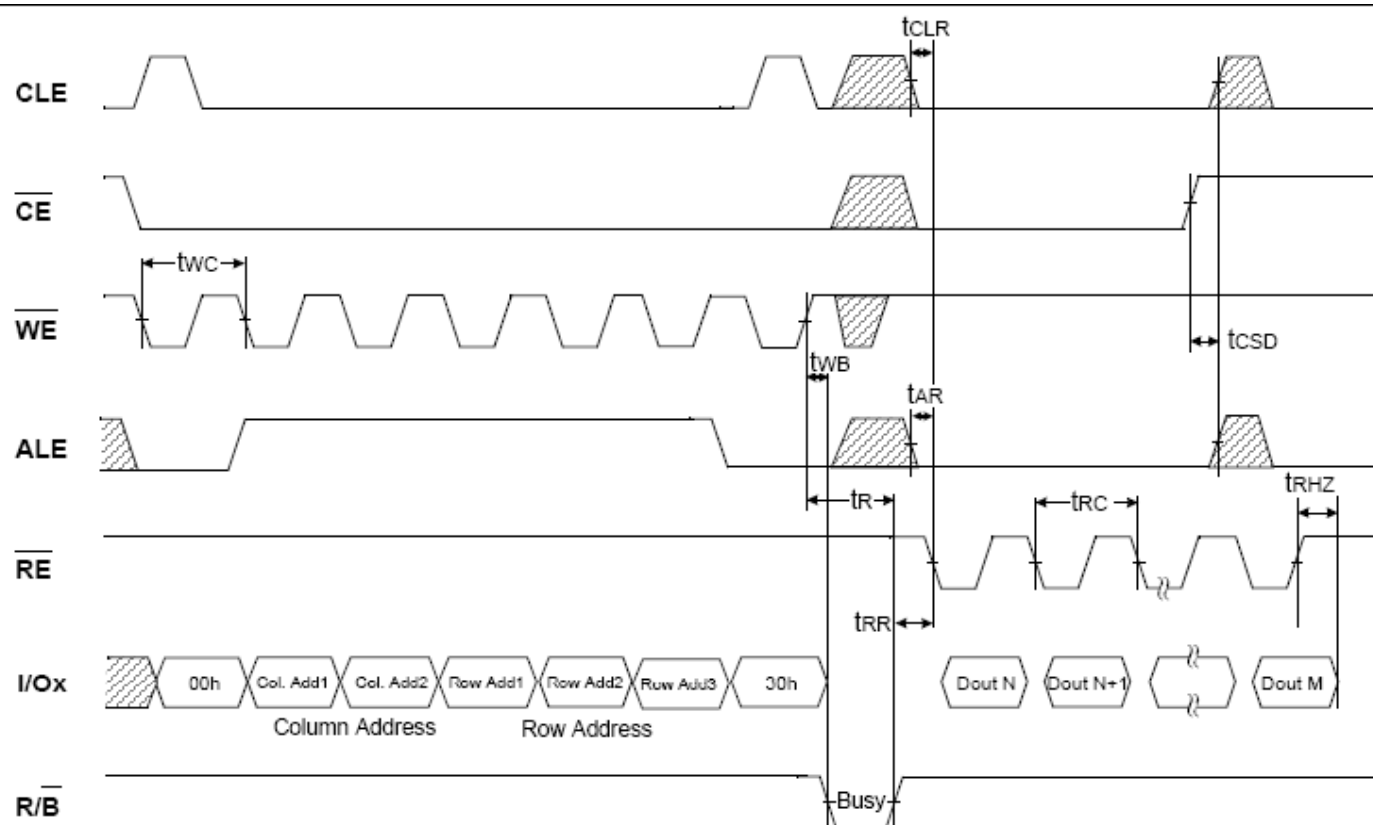 tCLR
CLE
CE
tWC
WE
tCSD
tWB
tAR
ALE
tRHZ
tR
tRC
RE
tRR
I/Ox
00h Col. Add1 Col. Add2 Row Add1 Row Add2 Row Add3 30h Dout N Dout N+1 Dout M
Column Address Row Address
R/B
Busy